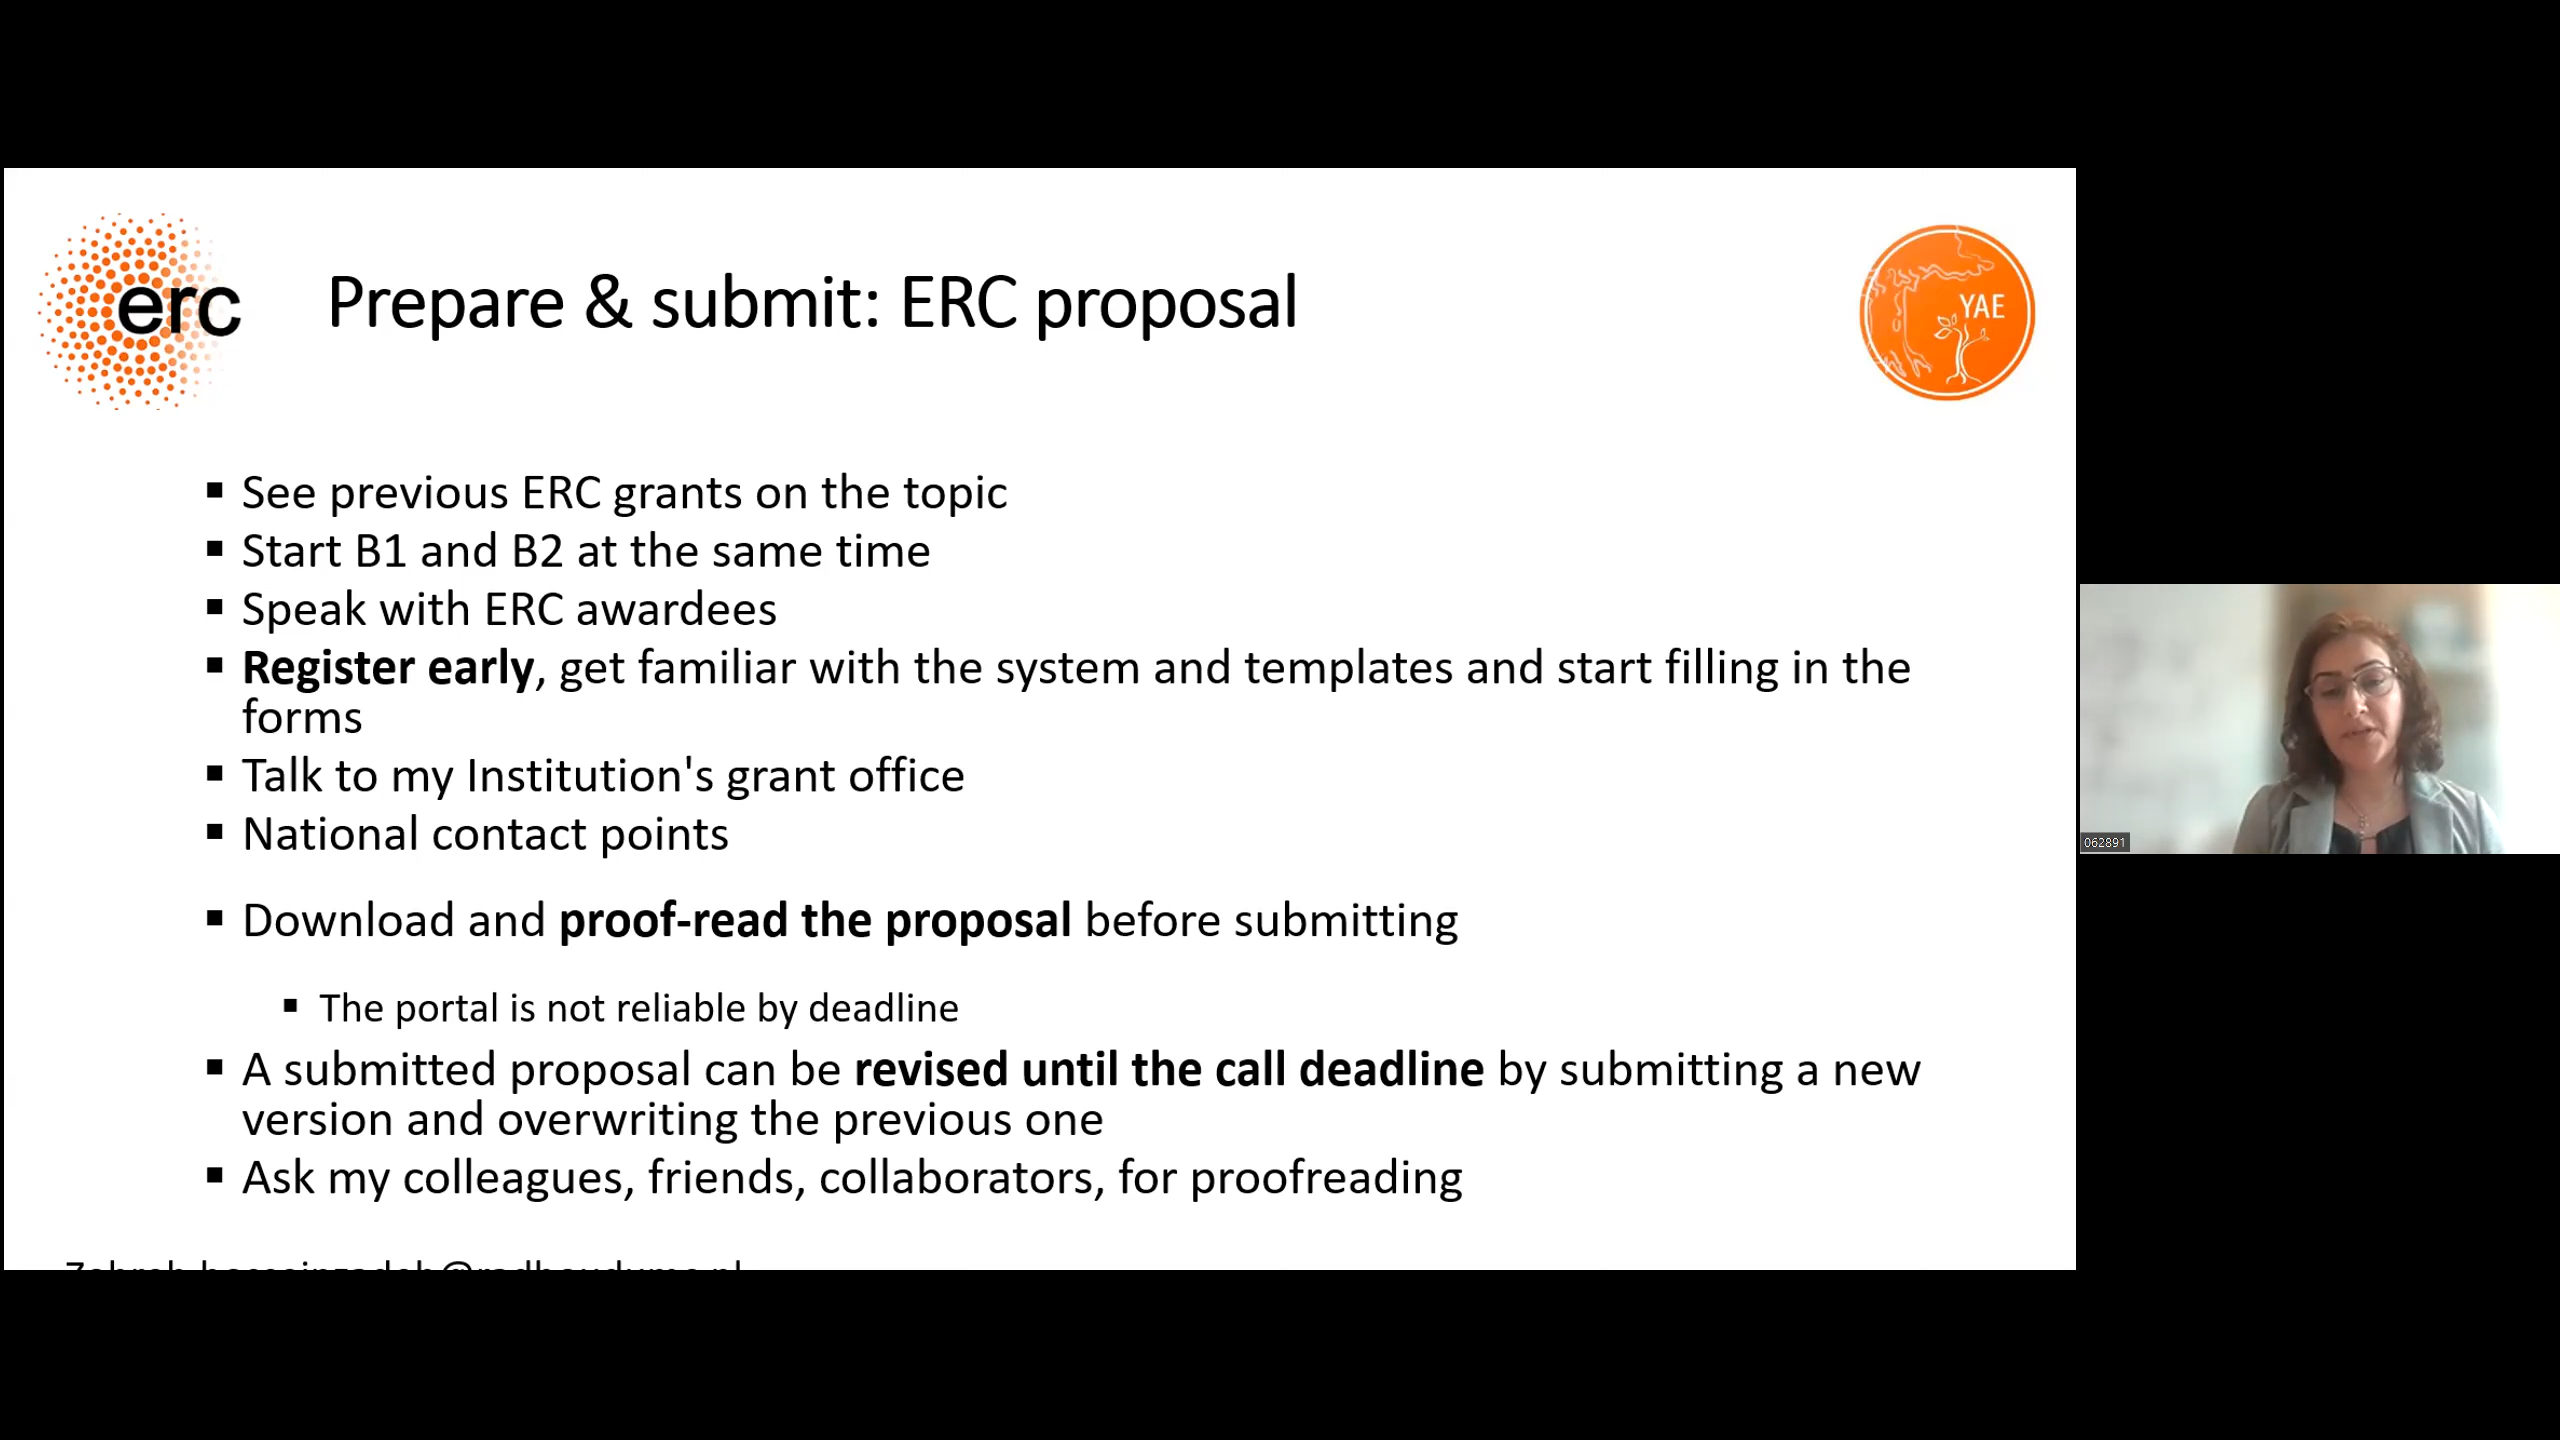 erc
Prepare & submit: ERC proposal
YAE
▪ See previous ERC grants on the topic
▪ Start B1 and B2 at the same time
▪ Speak with ERC awardees
▪ Register early, get familiar with the system and templates and start filling in the
forms
▪ Talk to my Institution's grant office
▪ National contact points
▪ Download and proof-read the proposal before submitting
▪ The portal is not reliable by deadline
▪ A submitted proposal can be revised until the call deadline by submitting a new
version and overwriting the previous one
▪ Ask my colleagues, friends, collaborators, for proofreading
062891